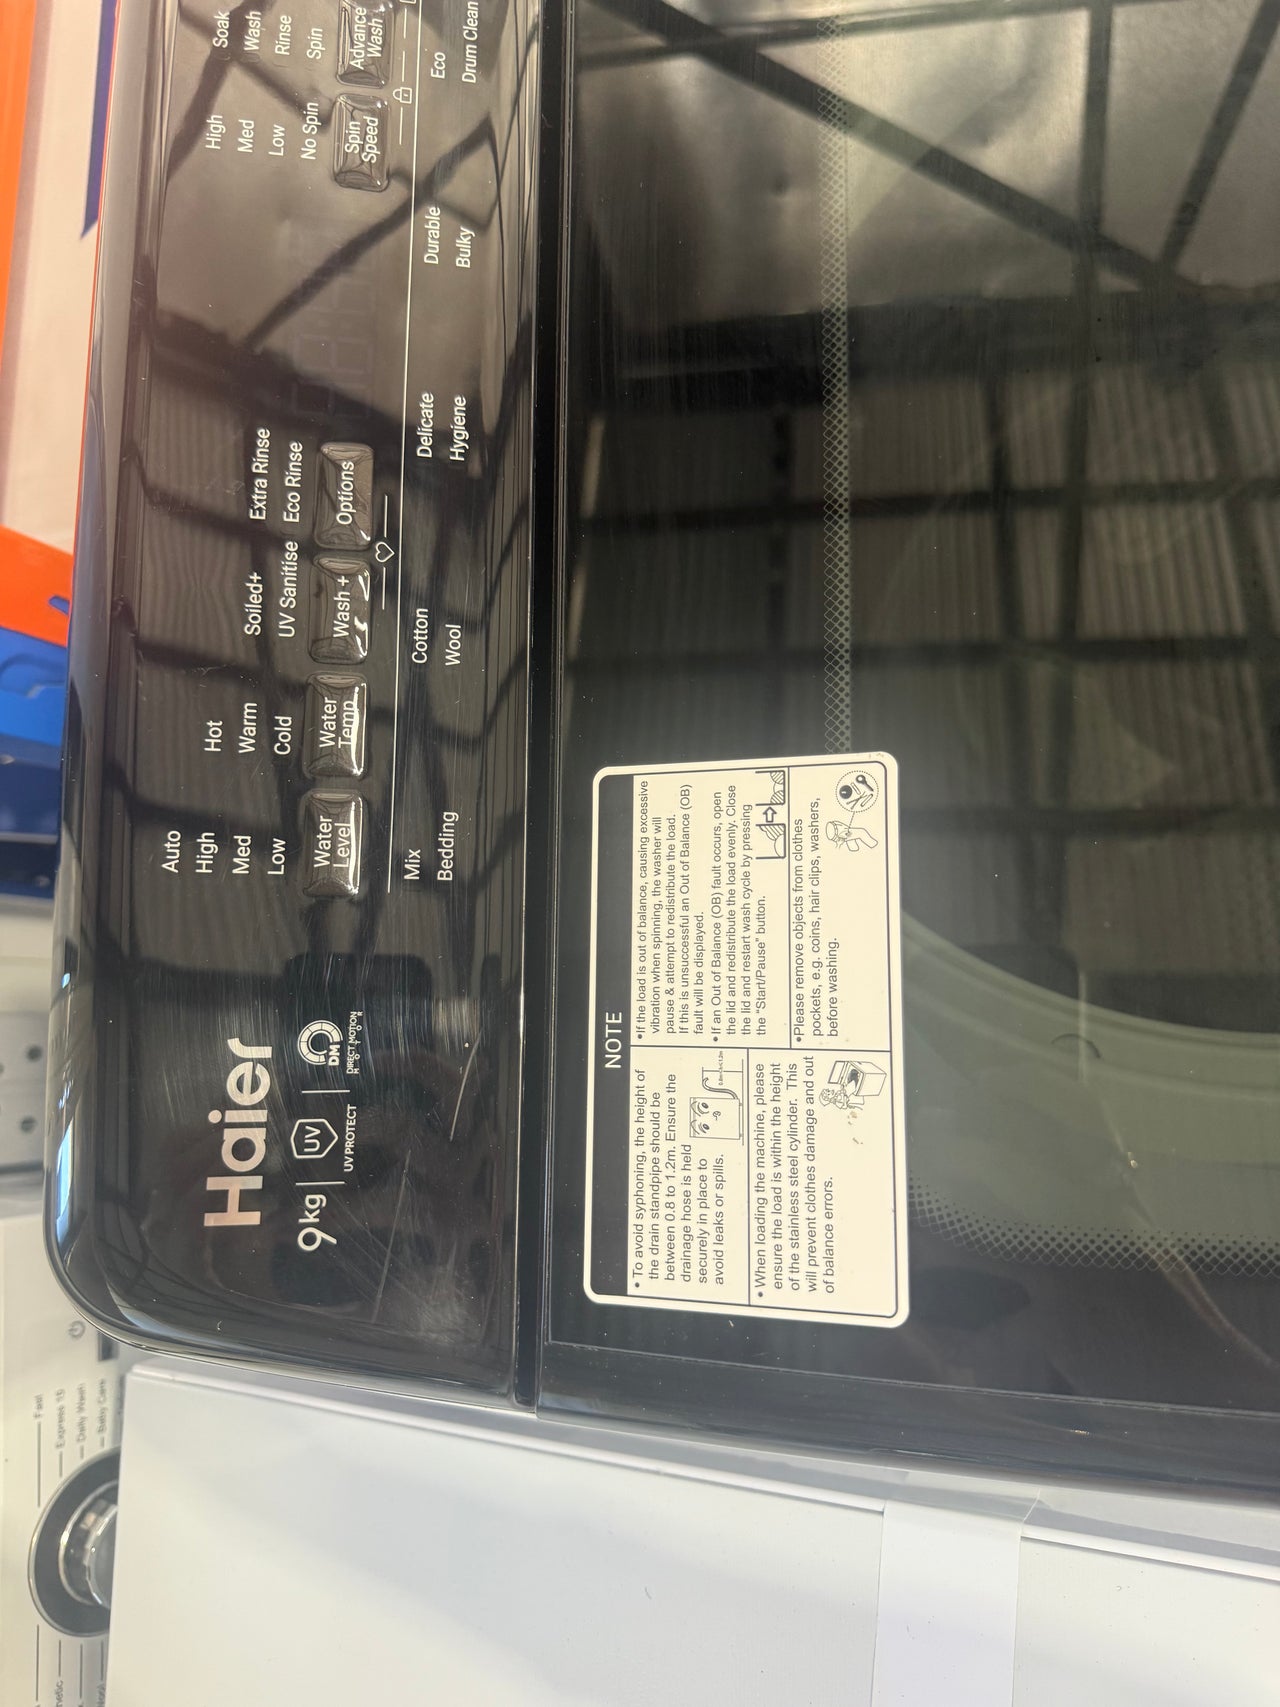 Haier
9kg
UV
UV PROTECT
DM
DIRECT MOTION
MOTOR
Auto
High
Med
Low
Water
Level
Hot
Warm
Cold
Water
Temp
Soiled+
UV Sanitise
Wash +
Extra Rinse
Eco Rinse
Options
High
Med
Low
No Spin
Spin
Speed
Soak
Wash
Rinse
Spin
Advance
Wash
Mix
Bedding
Cotton
Wool
Delicate
Hygiene
Durable
Bulky
Eco
Drum Clean
NOTE
• To avoid syphoning, the height of
the drain standpipe should be
between 0.8 to 1.2m. Ensure the
drainage hose is held
securely in place to
avoid leaks or spills.
• When loading the machine, please
ensure the load is within the height
of the stainless steel cylinder. This
will prevent clothes damage and out
of balance errors.
•If the load is out of balance, causing excessive
vibration when spinning, the washer will
pause & attempt to redistribute the load.
If this is unsuccessful an Out of Balance (OB)
fault will be displayed.
• If an Out of Balance (OB) fault occurs, open
the lid and redistribute the load evenly. Close
the lid and restart wash cycle by pressing
the "Start/Pause" button.
•Please remove objects from clothes
pockets, e.g. coins, hair clips, washers,
before washing.
Fast
Express 15
Daily Wash
Baby Care